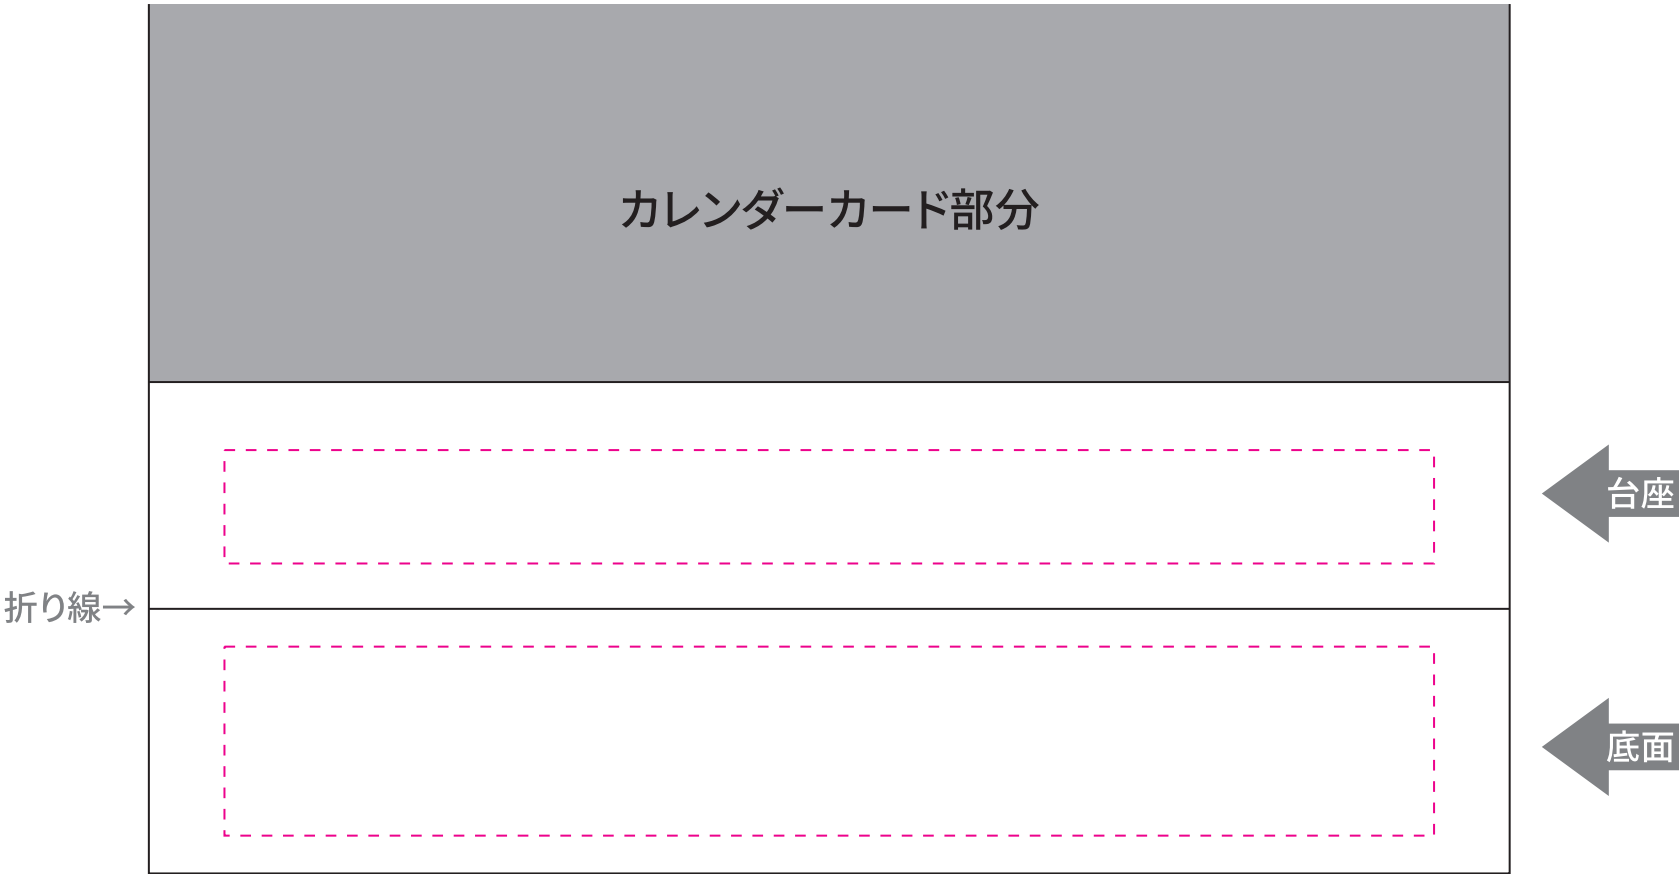 カレンダーカード部分
台座
折り線→
底面